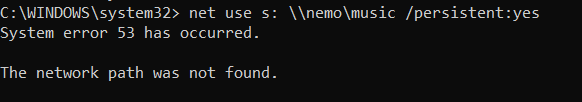 C:\WINDOWS\system32> net use s: \\nemo\music /persistent:yes
System error 53 has occurred.
The network path was not found.